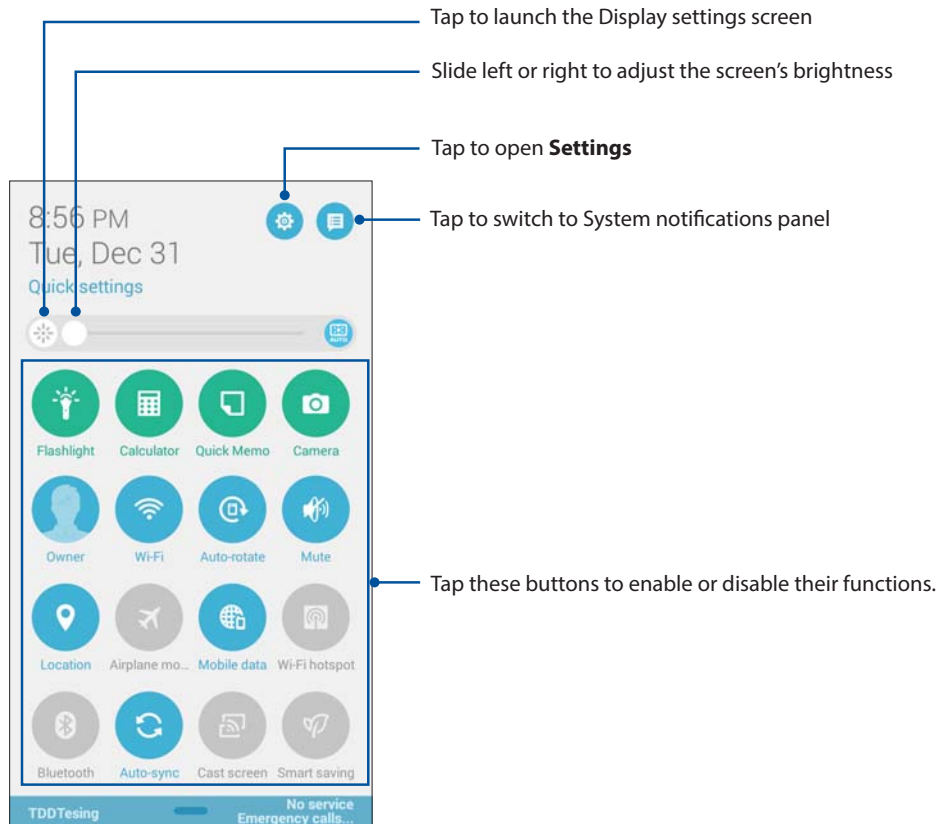 Tap to launch the Display settings screen
Slide left or right to adjust the screen's brightness
Tap to open Settings
Tap to switch to System notifications panel
8:56 PM
Tue, Dec 31
Quick settings
AUTO
Flashlight Calculator Quick Memo Camera
Owner Wi-Fi Auto-rotate Mute
Tap these buttons to enable or disable their functions.
Location Airplane mo... Mobile data Wi-Fi hotspot
Bluetooth Auto-sync Cast screen Smart saving
TDDTesing
No service
Emergency calls...